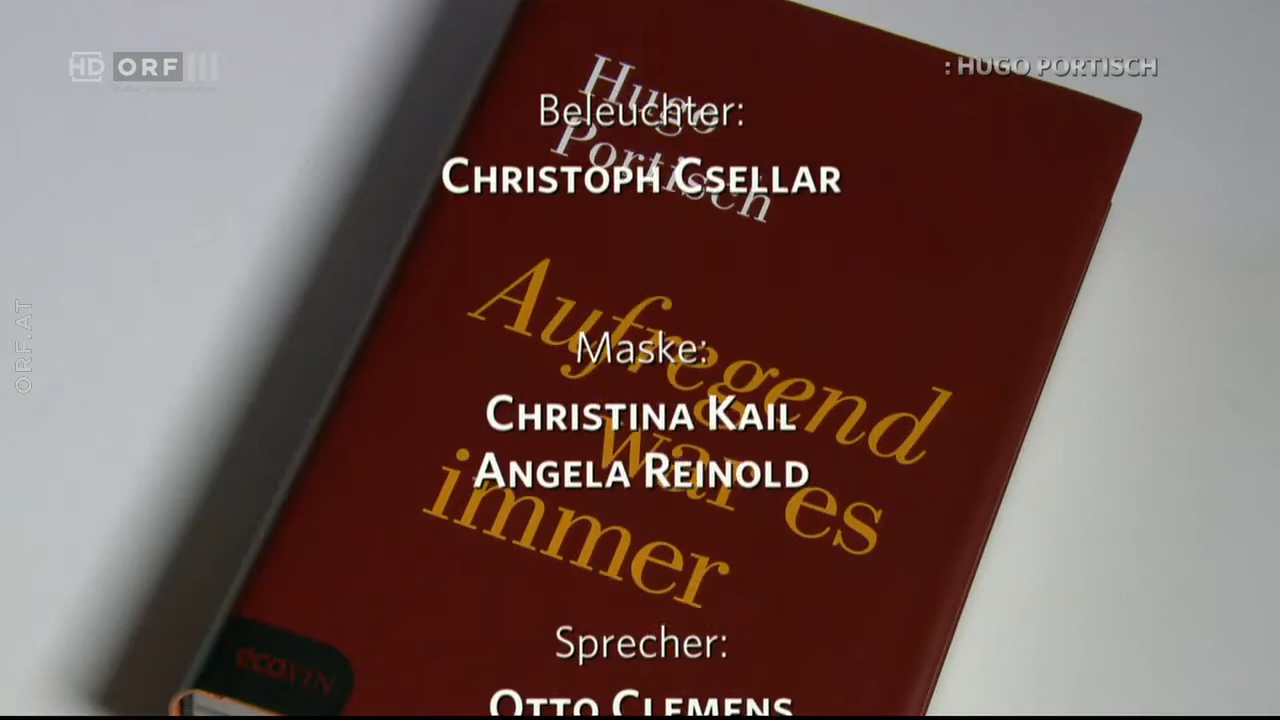 HD ORF III
: HUGO PORTISCH
Hugo
Portisch
Beleuchter:
CHRISTOPH CSELLAR
Aufregend
war es
immer
Maske:
CHRISTINA KAIL
ANGELA REINOLD
Sprecher:
OTTO CLEMENS
ecoWIN
ORF.AT